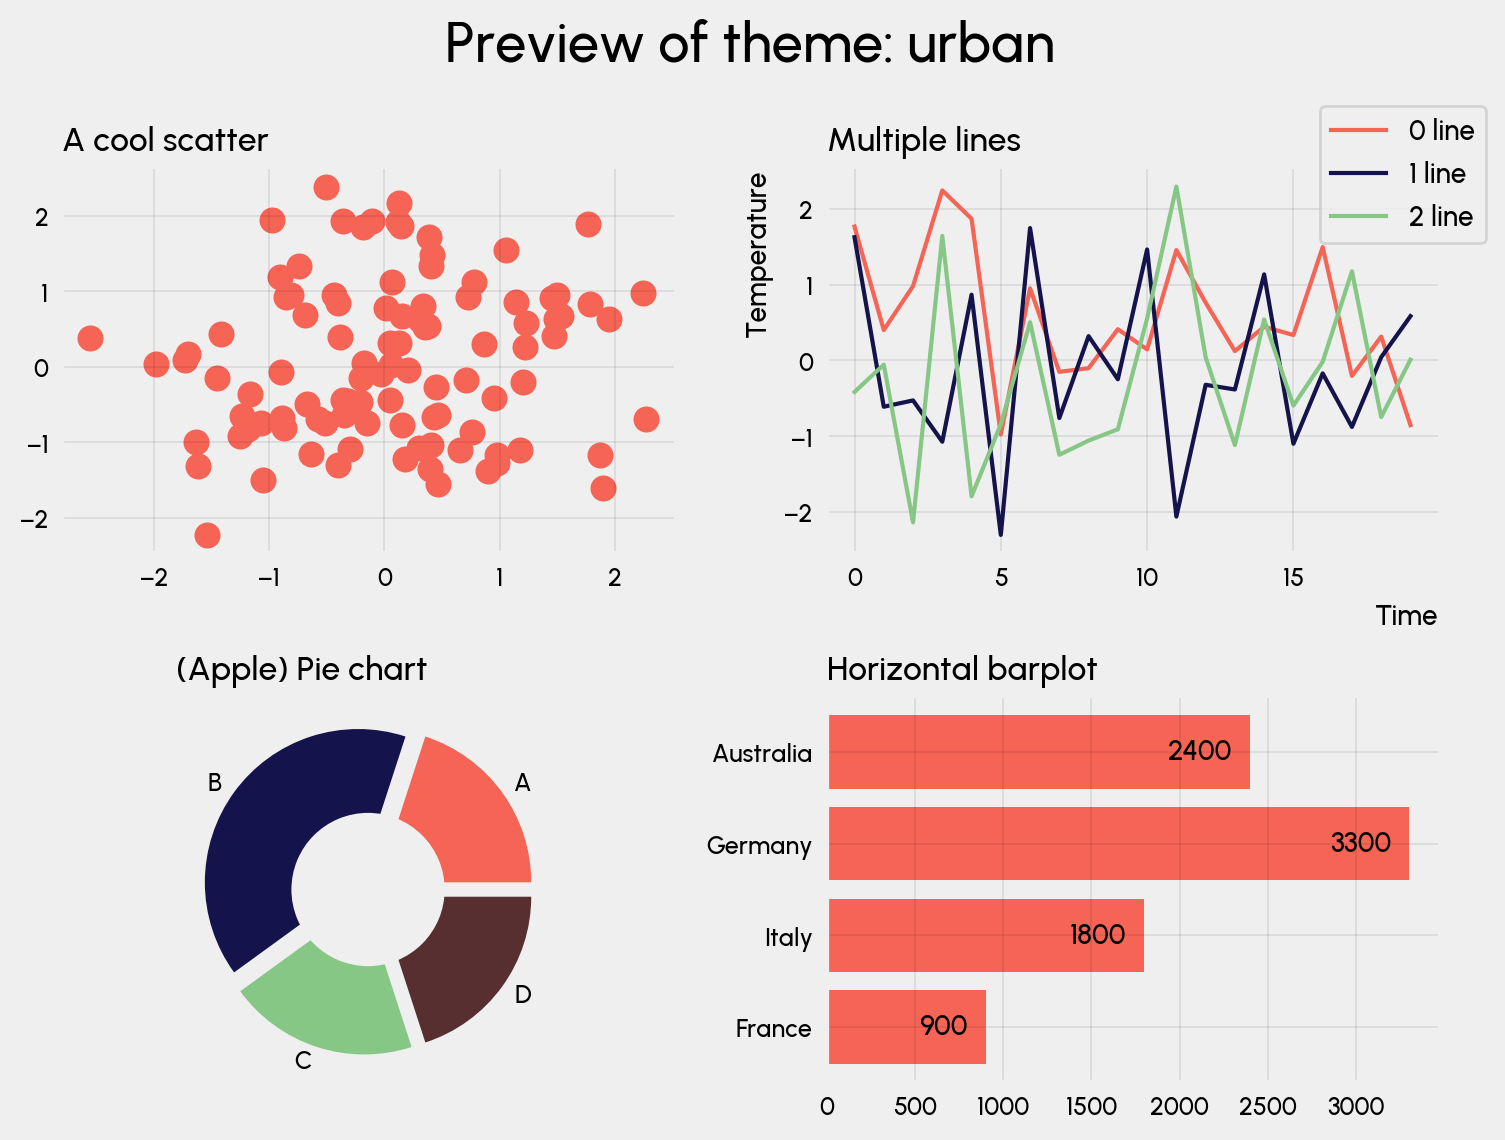 Preview of theme: urban
A cool scatter
2
1
0
−1
−2
−2
−1
0
1
2
Multiple lines
0 line
1 line
2 line
Temperature
2
1
0
−1
−2
0
5
10
15
Time
(Apple) Pie chart
A
B
C
D
Horizontal barplot
Australia
2400
Germany
3300
Italy
1800
France
900
0
500
1000
1500
2000
2500
3000